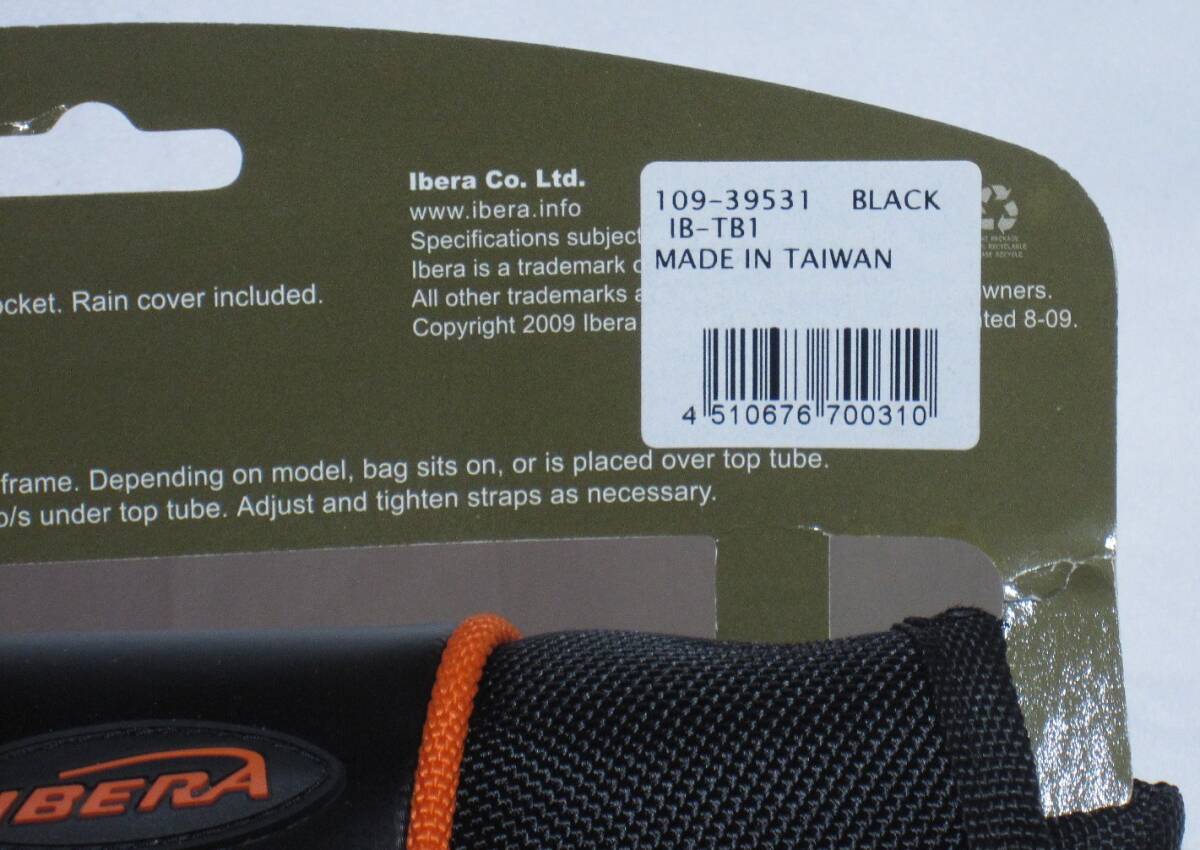 Ibera Co. Ltd.
www.ibera.info
Specifications subject
Ibera is a trademark
All other trademarks
wners.
Copyright 2009 Ibera
ted 8-09.
109-39531 BLACK
IB-TB1
MADE IN TAIWAN
4 510676 700310
ocket. Rain cover included.
frame. Depending on model, bag sits on, or is placed over top tube.
/s under top tube. Adjust and tighten straps as necessary.
IBERA